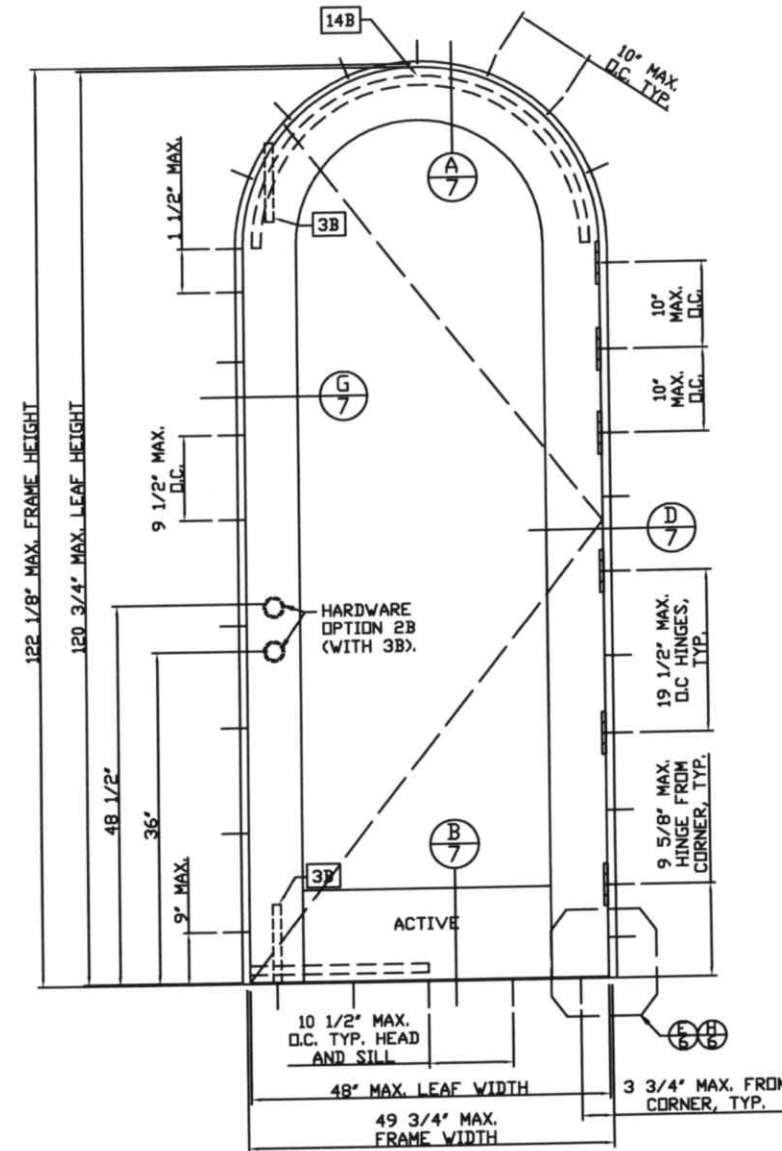 14B
10" MAX.
O.C. TYP.
A
7
1 1/2" MAX.
3B
10"
MAX.
O.C.
10"
MAX.
O.C.
G
7
122 1/8" MAX. FRAME HEIGHT
120 3/4" MAX. LEAF HEIGHT
9 1/2" MAX.
O.C.
D
7
HARDWARE
OPTION 2B
(WITH 3B).
19 1/2" MAX.
O.C HINGES,
TYP.
48 1/2"
36"
9" MAX.
B
7
9 5/8" MAX.
HINGE FROM
CORNER, TYP.
3B
ACTIVE
10 1/2" MAX.
O.C. TYP. HEAD
AND SILL
E
6
H
6
48" MAX. LEAF WIDTH
3 3/4" MAX. FROM
CORNER, TYP.
49 3/4" MAX.
FRAME WIDTH